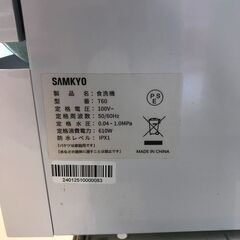 SAMKYO
品名：食洗機
型番：T60
定格電圧：100V~
定格周波数：50/60Hz
定格水圧：0.04~1.0MPa
定格消費電力：610W
防水レベル：IPX1
PSE
MADE IN CHINA
24012510000083